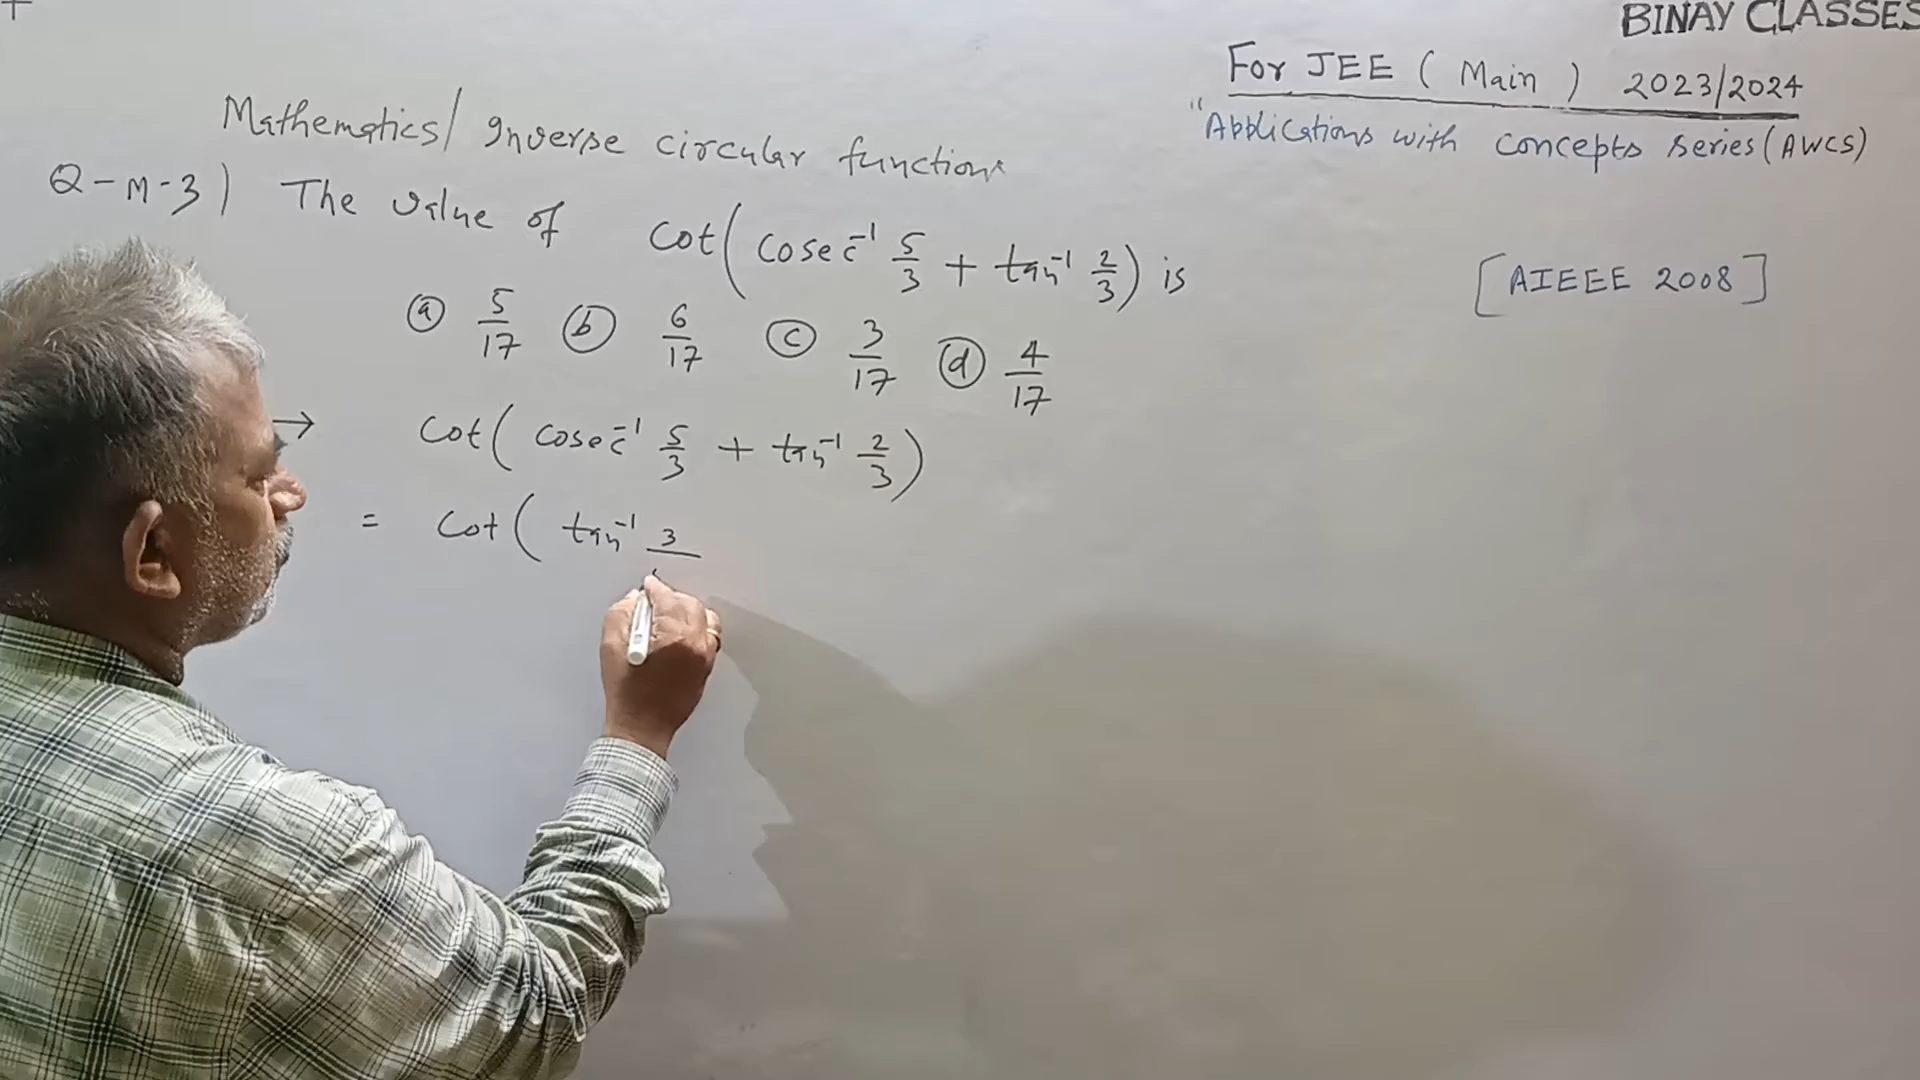 BINAY CLASSES
For JEE ( Main ) 2023/2024
"Applications with concepts series (AWCS)
Mathematics/ Inverse circular functions
Q-M-3) The value of cot( cosec⁻¹ 5/3 + tan⁻¹ 2/3 ) is
[AIEEE 2008]
(a) 5/17 (b) 6/17 (c) 3/17 (d) 4/17
→ cot( cosec⁻¹ 5/3 + tan⁻¹ 2/3 )
= cot( tan⁻¹ 3/